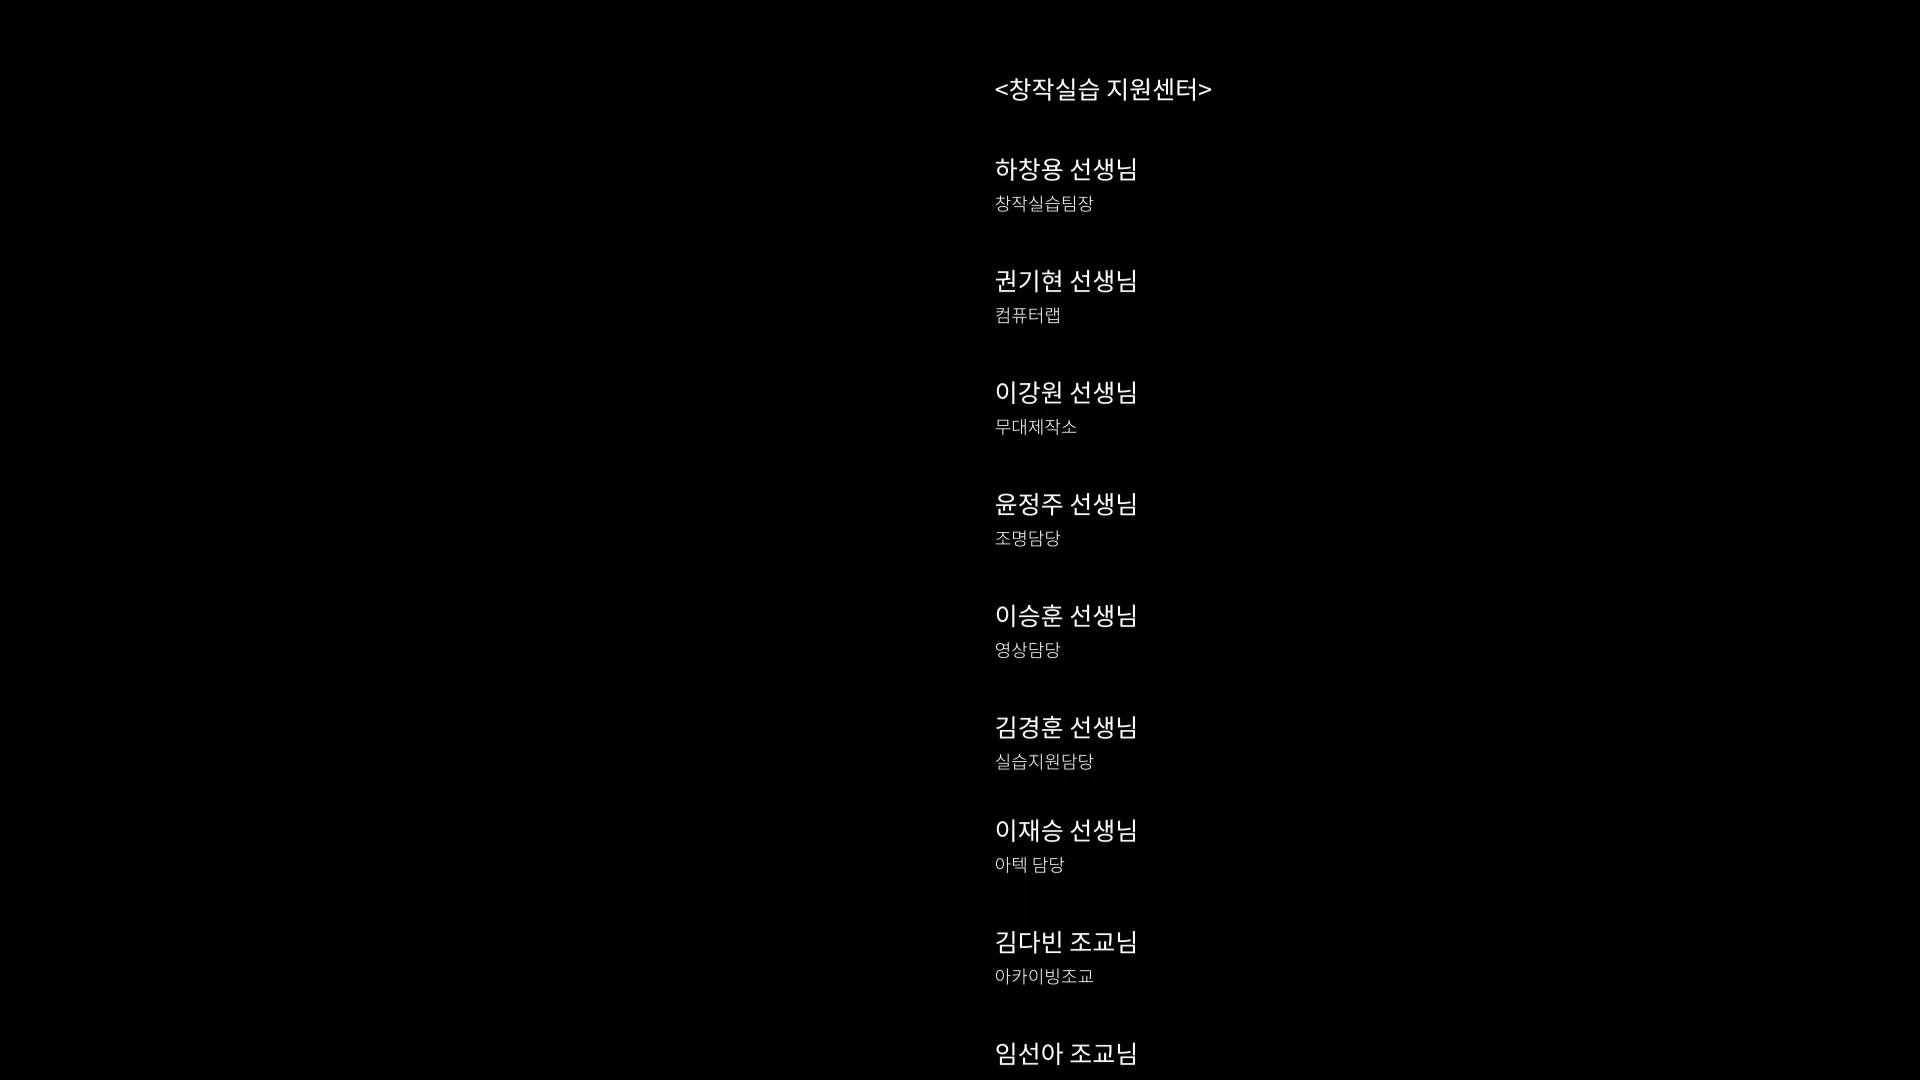 <창작실습 지원센터>
하창용 선생님
창작실습팀장
권기현 선생님
컴퓨터랩
이강원 선생님
무대제작소
윤정주 선생님
조명담당
이승훈 선생님
영상담당
김경훈 선생님
실습지원담당
이재승 선생님
아텍 담당
김다빈 조교님
아카이빙조교
임선아 조교님